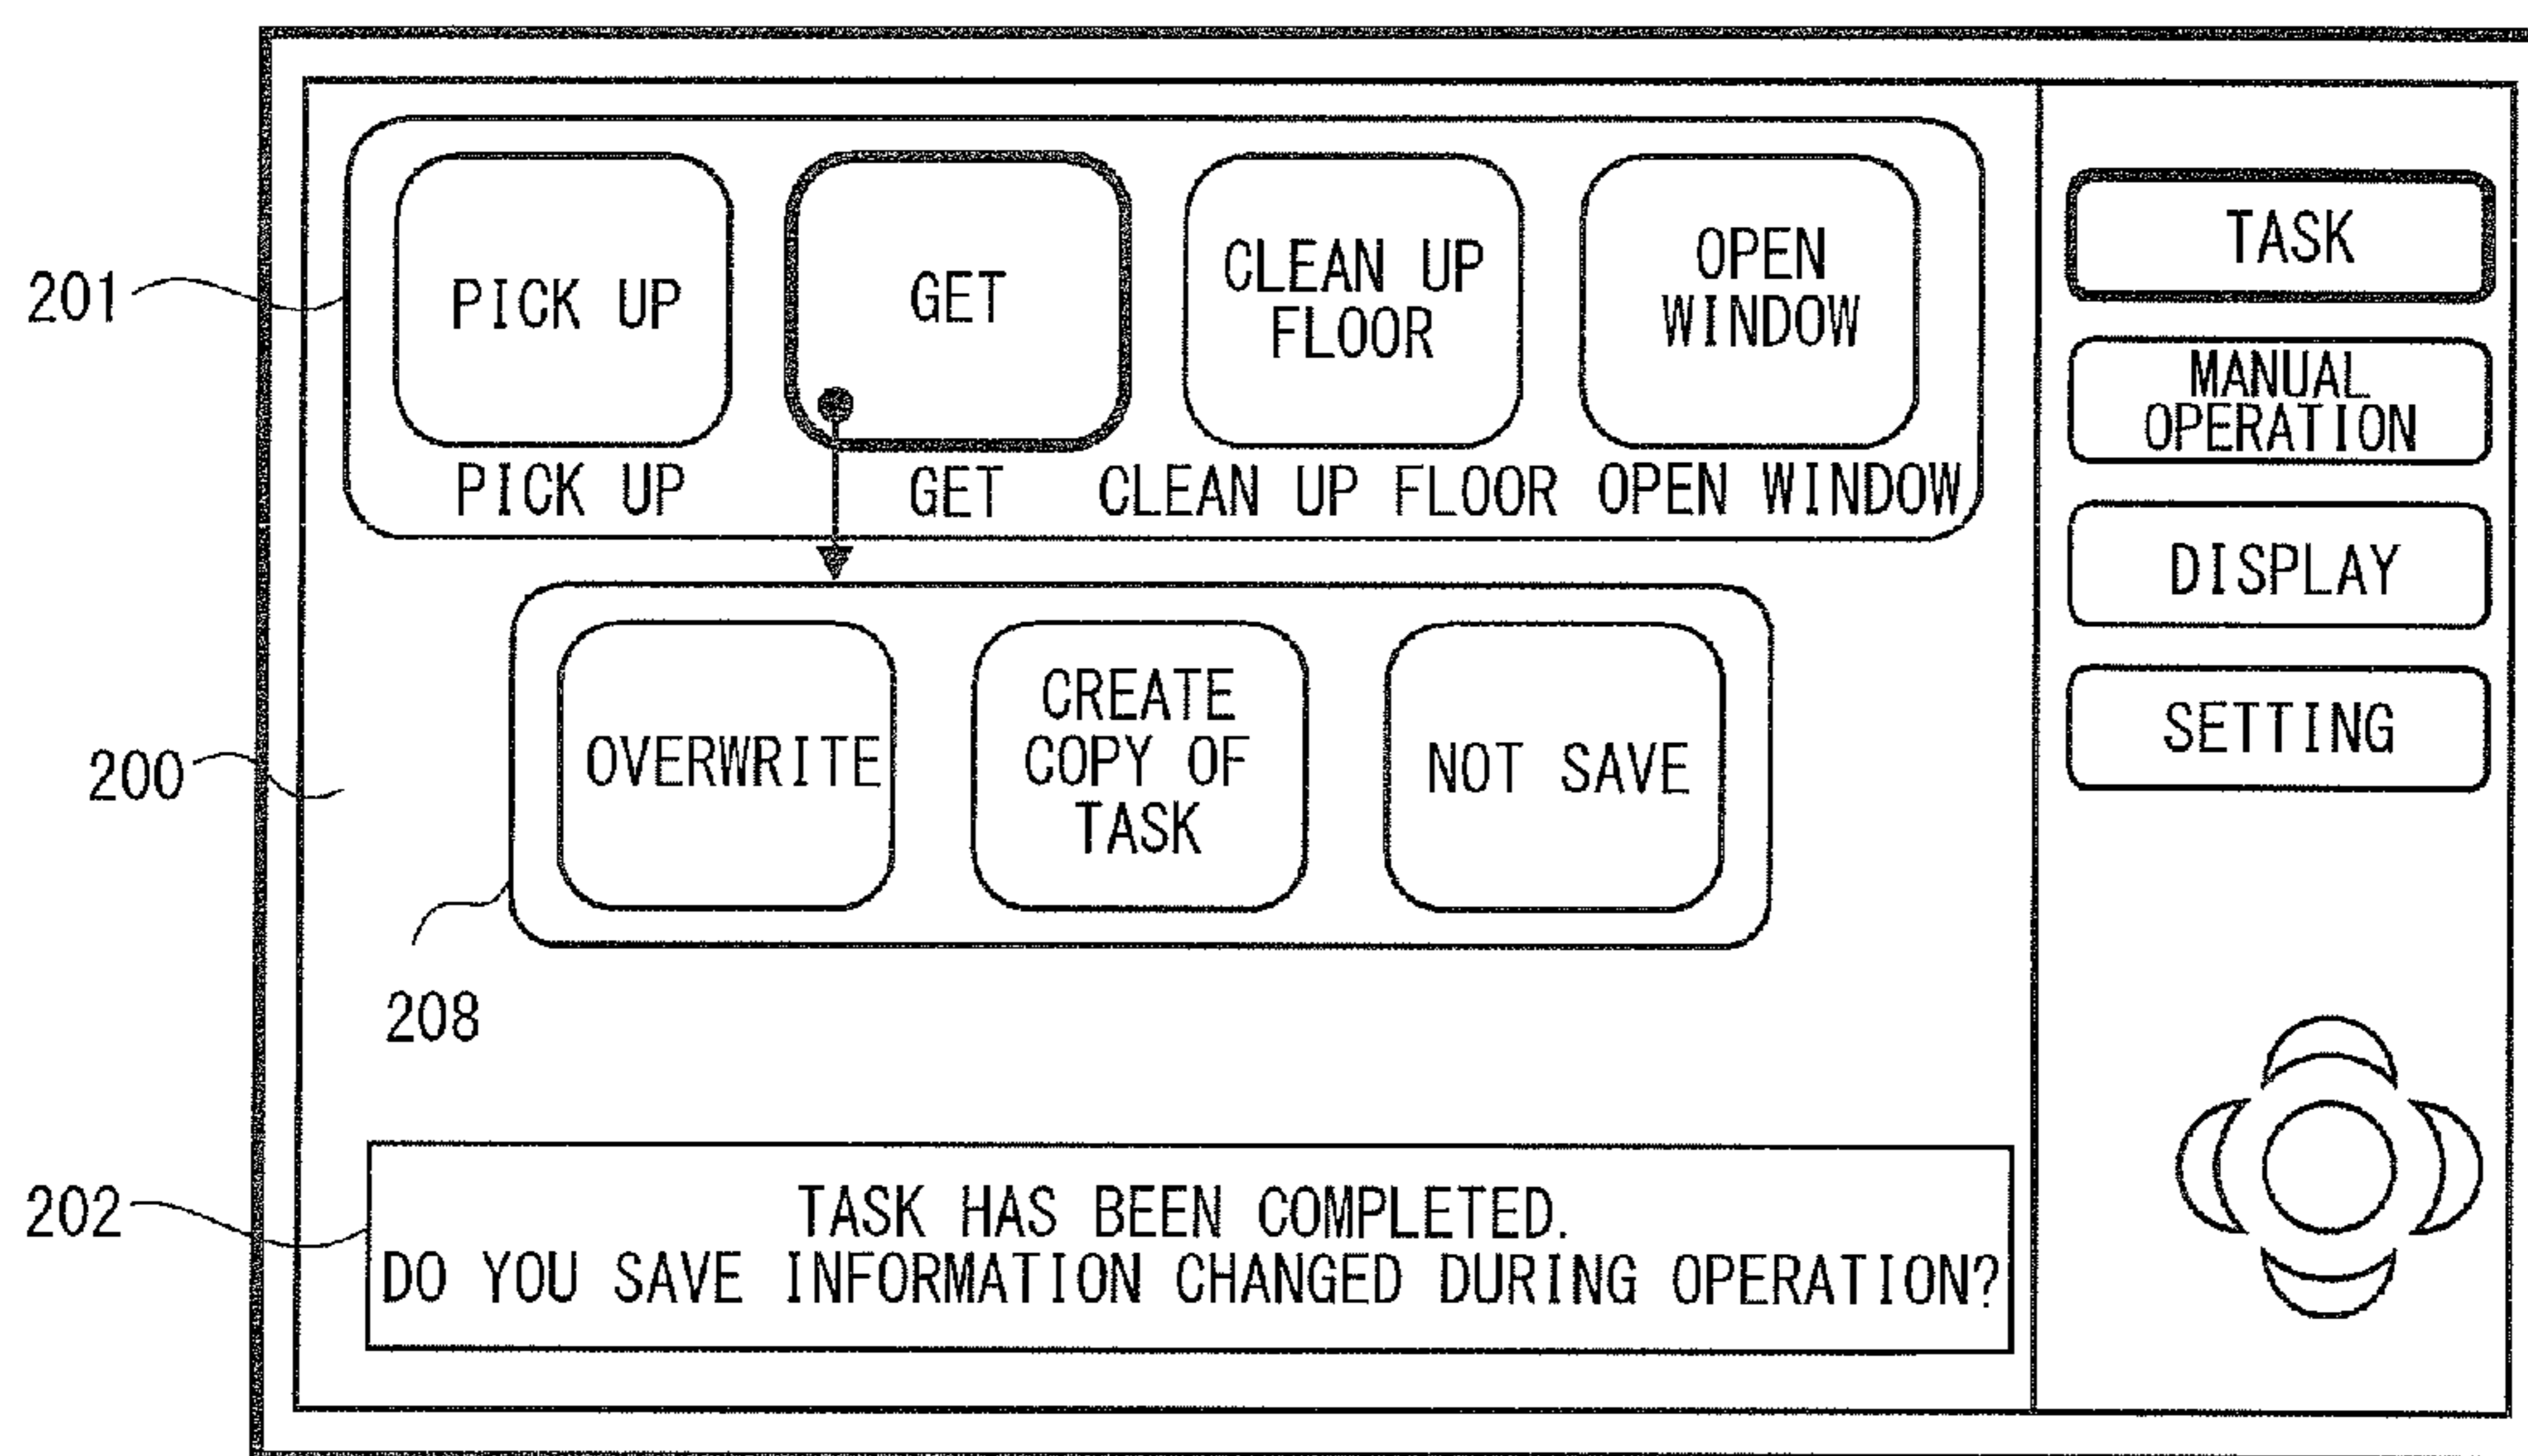 201
PICK UP
GET
CLEAN UP
FLOOR
OPEN
WINDOW
PICK UP
GET
CLEAN UP FLOOR
OPEN WINDOW
200
OVERWRITE
CREATE
COPY OF
TASK
NOT SAVE
208
202
TASK HAS BEEN COMPLETED.
DO YOU SAVE INFORMATION CHANGED DURING OPERATION?
TASK
MANUAL
OPERATION
DISPLAY
SETTING